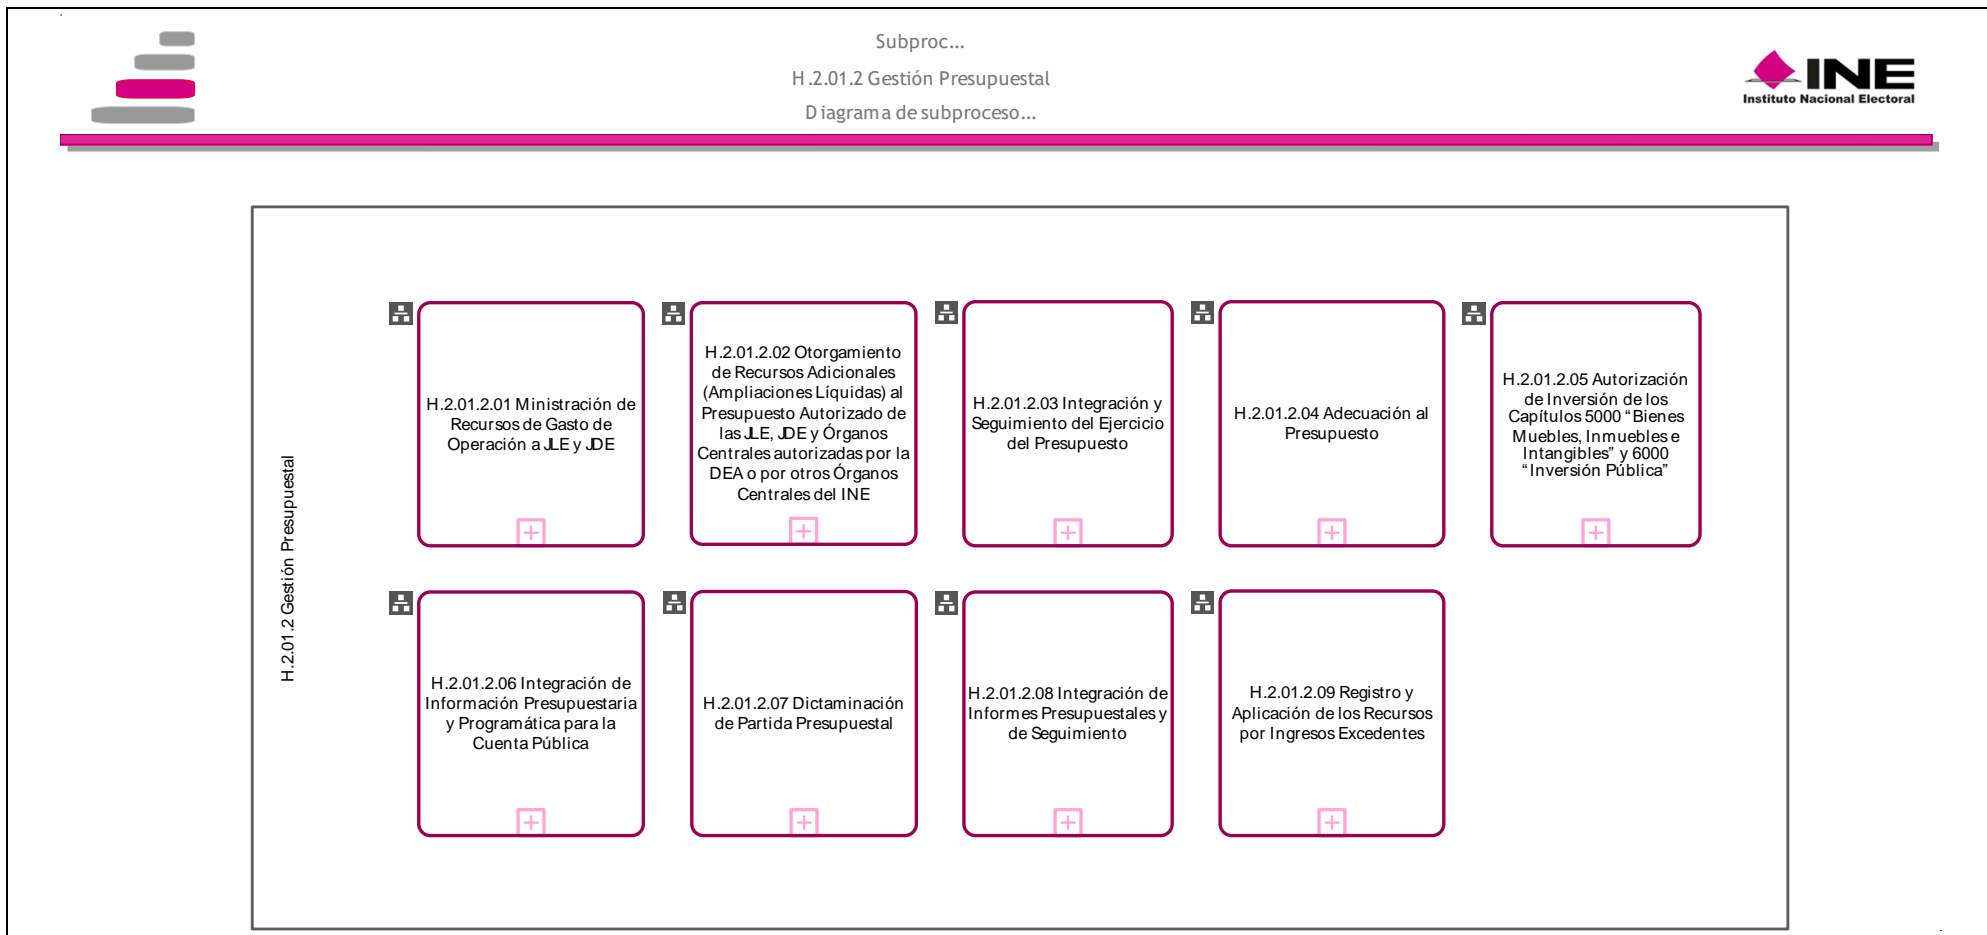 Subproc...
H.2.01.2 Gestión Presupuestal
Diagrama de subproceso...
INE
Instituto Nacional Electoral
H.2.01.2 Gestión Presupuestal
H.2.01.2.01 Ministración de
Recursos de Gasto de
Operación a JLE y JDE
H.2.01.2.02 Otorgamiento
de Recursos Adicionales
(Ampliaciones Líquidas) al
Presupuesto Autorizado de
las JLE, JDE y Órganos
Centrales autorizadas por la
DEA o por otros Órganos
Centrales del INE
H.2.01.2.03 Integración y
Seguimiento del Ejercicio
del Presupuesto
H.2.01.2.04 Adecuación al
Presupuesto
H.2.01.2.05 Autorización
de Inversión de los
Capítulos 5000 “Bienes
Muebles, Inmuebles e
Intangibles” y 6000
“Inversión Pública”
H.2.01.2.06 Integración de
Información Presupuestaria
y Programática para la
Cuenta Pública
H.2.01.2.07 Dictaminación
de Partida Presupuestal
H.2.01.2.08 Integración de
Informes Presupuestales y
de Seguimiento
H.2.01.2.09 Registro y
Aplicación de los Recursos
por Ingresos Excedentes